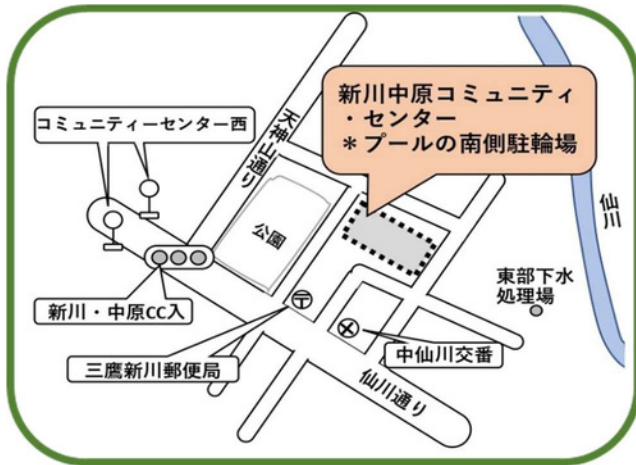 新川中原コミュニティ
・センター
＊プールの南側駐輪場
コミュニティーセンター西
天神山通り
公園
仙川
東部下水
処理場
新川・中原CC入
〒
三鷹新川郵便局
中仙川交番
仙川通り